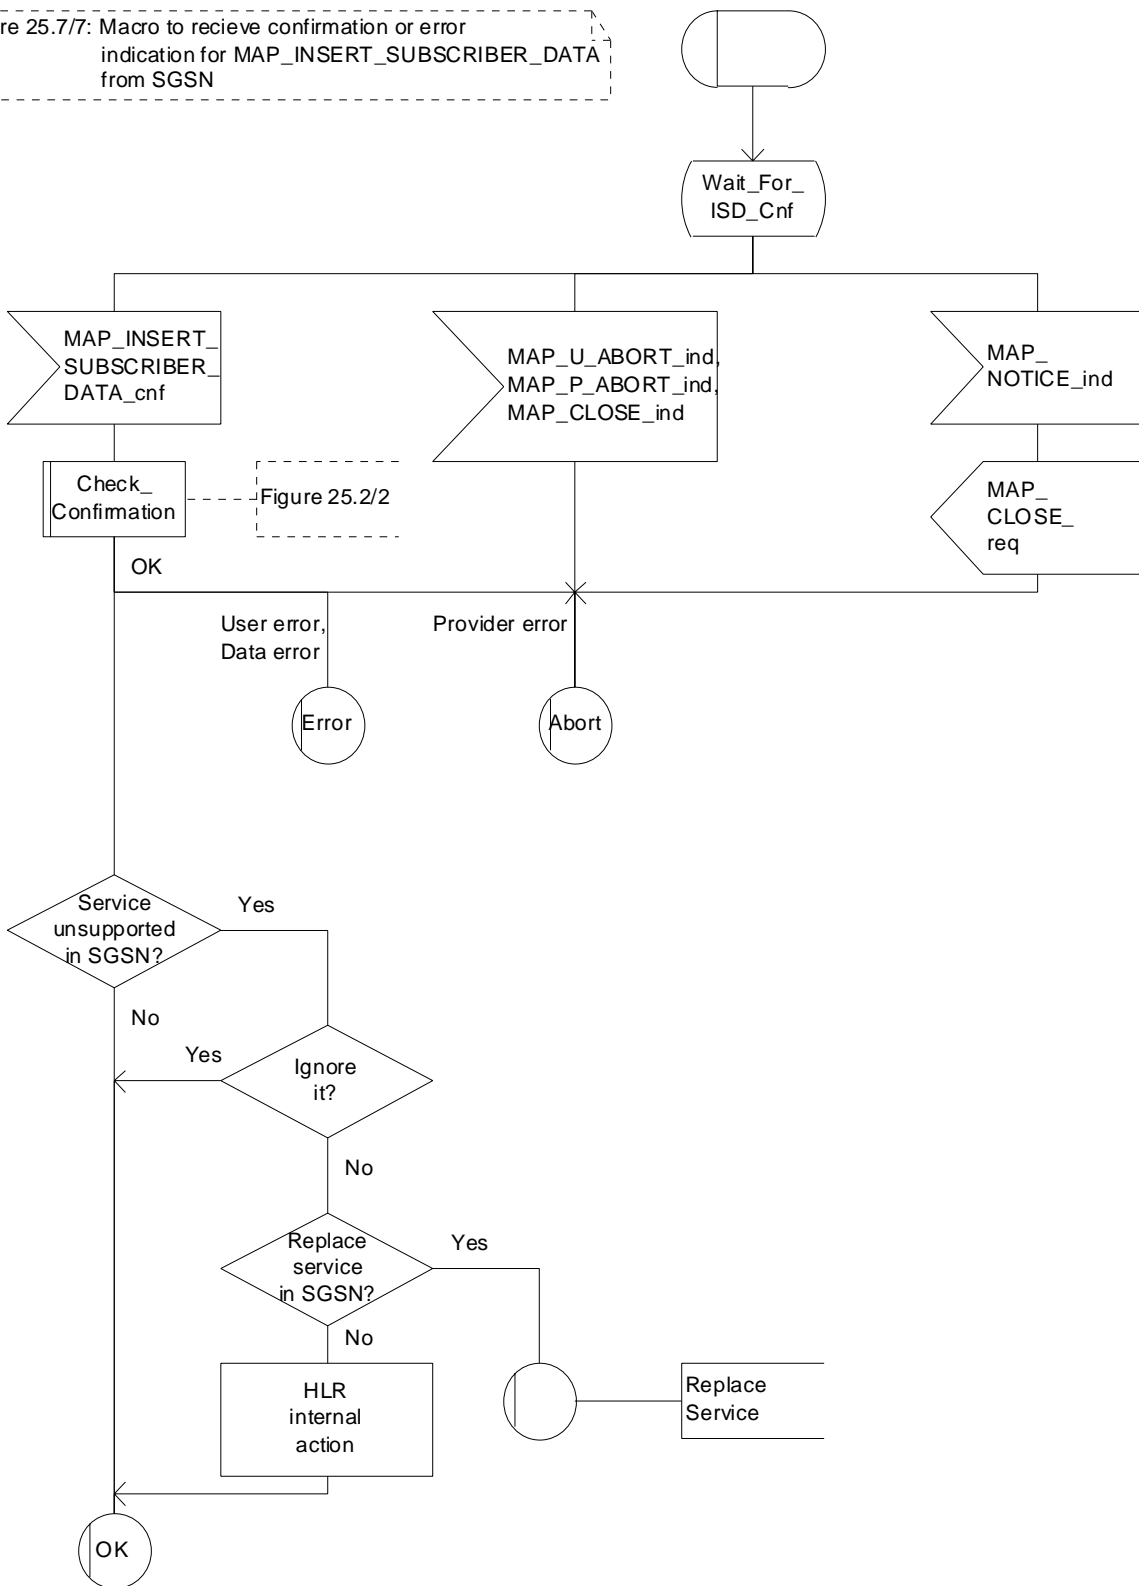 re 25.7/7: Macro to recieve confirmation or error
indication for MAP_INSERT_SUBSCRIBER_DATA
from SGSN
Wait_For_
ISD_Cnf
MAP_INSERT_
SUBSCRIBER_
DATA_cnf
MAP_U_ABORT_ind,
MAP_P_ABORT_ind,
MAP_CLOSE_ind
MAP_
NOTICE_ind
Check_
Confirmation
Figure 25.2/2
MAP_
CLOSE_
req
OK
User error,
Data error
Provider error
Error
Abort
Service
unsupported
in SGSN?
Yes
No
Yes
Ignore
it?
No
Replace
service
in SGSN?
Yes
No
HLR
internal
action
Replace
Service
OK